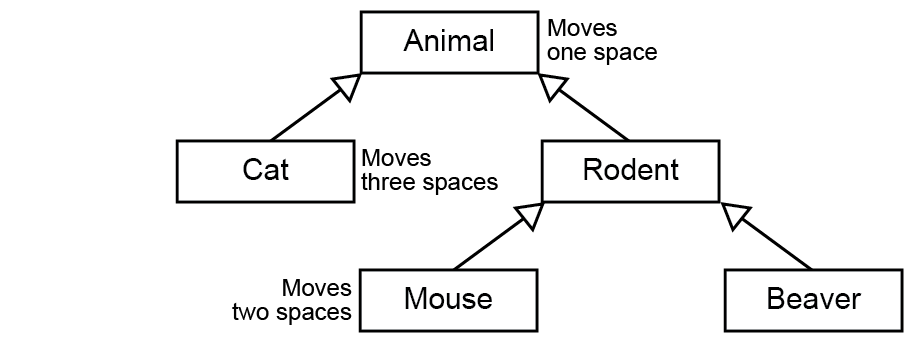 Animal
Moves
one space
Cat
Moves
three spaces
Rodent
Moves
two spaces
Mouse
Beaver